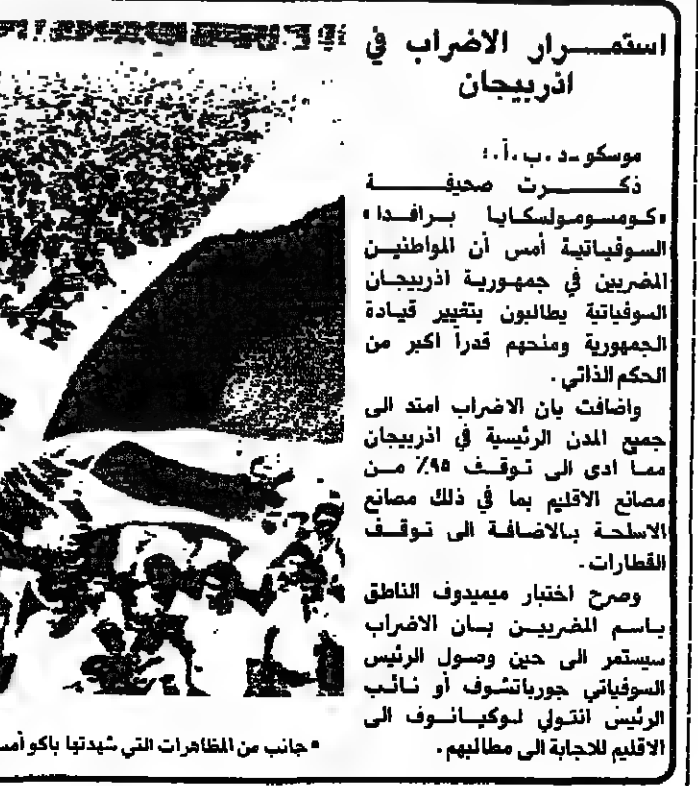 استمرار الاضراب في
اذربيجان
موسكو - د . ب . أ . :
ذكرت صحيفة
«كومسومولسكايا برافدا»
السوفياتية أمس أن المواطنين
المضربين في جمهورية اذربيجان
السوفياتية يطالبون بتغيير قيادة
الجمهورية ومنحهم قدراً اكبر من
الحكم الذاتي .
واضافت بان الاضراب امتد الى
جميع المدن الرئيسية في اذربيجان
مما ادى الى توقف ٩٥٪ من
مصانع الاقليم بما في ذلك مصانع
الاسلحة بالاضافة الى توقف
القطارات .
وصرح اختبار ميميدوف الناطق
باسم المضربين بان الاضراب
سيستمر الى حين وصول الرئيس
السوفياتي جورباتشوف أو نائب
الرئيس انتولي لوكيانوف الى
الاقليم للاجابة الى مطالبهم .
▪ جانب من المظاهرات التي شهدتها باكو أمس